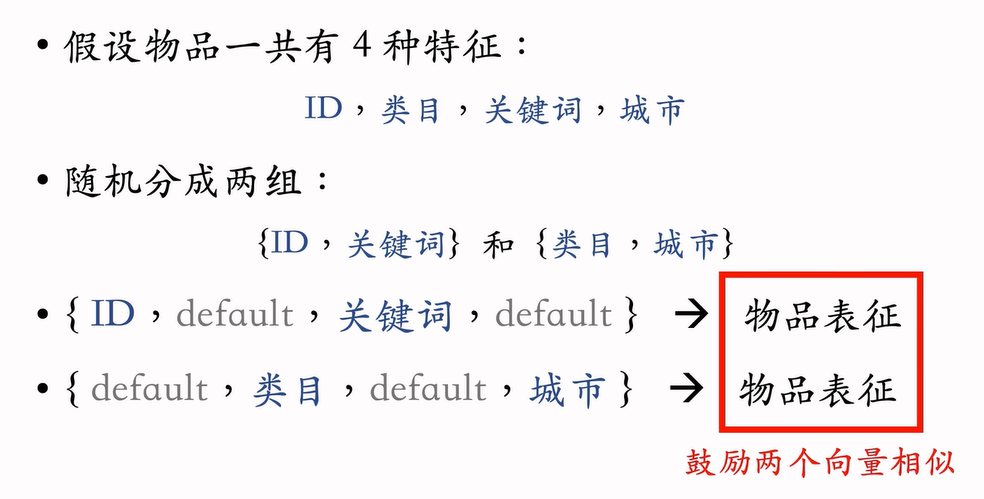 • 假设物品一共有 4 种特征：
ID，类目，关键词，城市
• 随机分成两组：
{ID，关键词} 和 {类目，城市}
• { ID，default，关键词，default } → 物品表征
• { default，类目，default，城市 } → 物品表征
鼓励两个向量相似